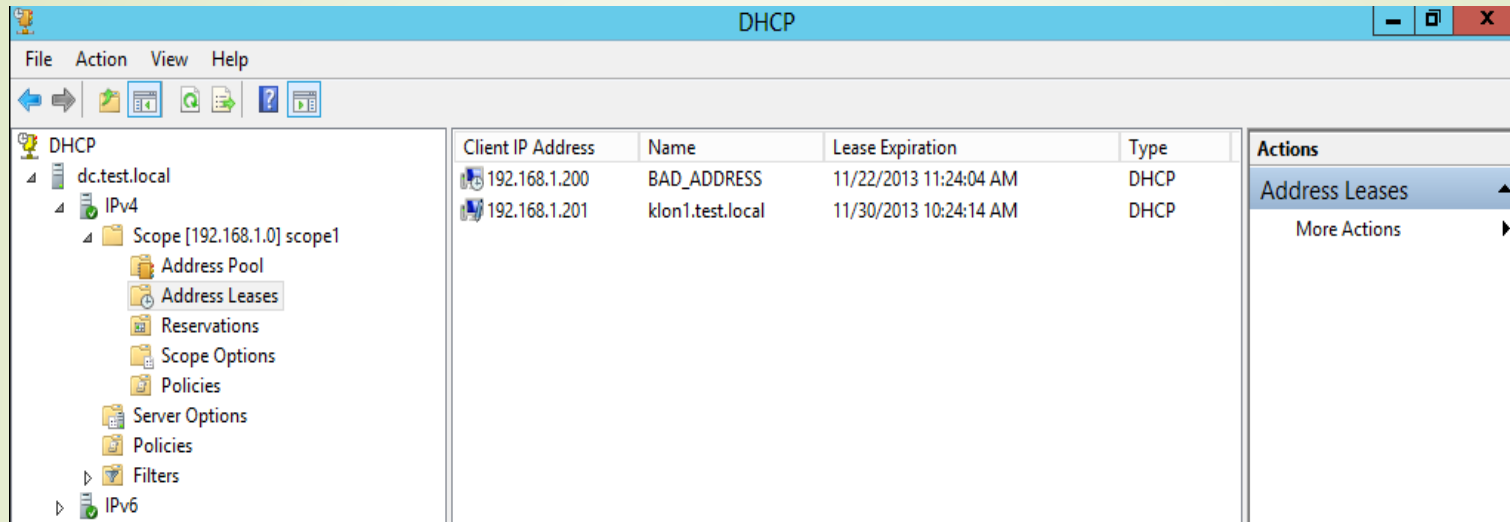 DHCP
File Action View Help
DHCP
dc.test.local
IPv4
Scope [192.168.1.0] scope1
Address Pool
Address Leases
Reservations
Scope Options
Policies
Server Options
Policies
Filters
IPv6
Client IP Address Name Lease Expiration Type
192.168.1.200 BAD_ADDRESS 11/22/2013 11:24:04 AM DHCP
192.168.1.201 klon1.test.local 11/30/2013 10:24:14 AM DHCP
Actions
Address Leases
More Actions